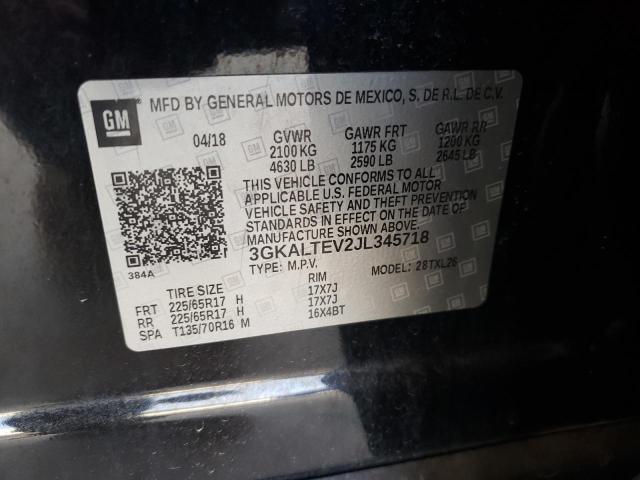 GM
MFD BY GENERAL MOTORS DE MEXICO, S. DE R.L. DE C.V.
04/18 GVWR GAWR FRT GAWR RR
2100 KG 1175 KG 1200 KG
4630 LB 2590 LB 2645 LB
THIS VEHICLE CONFORMS TO ALL
APPLICABLE U.S. FEDERAL MOTOR
VEHICLE SAFETY AND THEFT PREVENTION
STANDARDS IN EFFECT ON THE DATE OF
MANUFACTURE SHOWN ABOVE.
3GKALTEV2JL345718
384A TYPE: M.P.V. MODEL: 28TXL26
TIRE SIZE RIM
FRT 225/65R17 H 17X7J
RR 225/65R17 H 17X7J
SPA T135/70R16 M 16X4BT